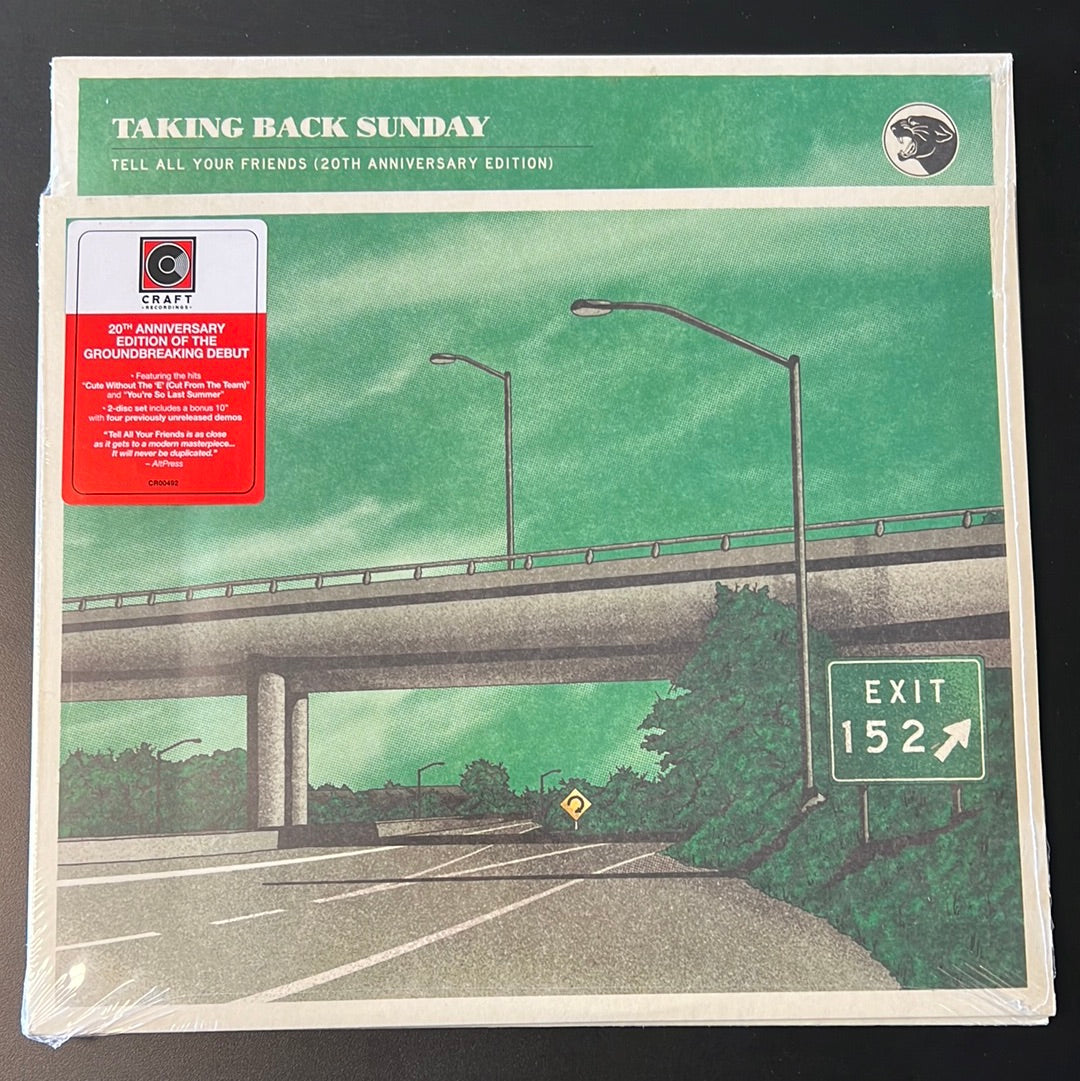 TAKING BACK SUNDAY
TELL ALL YOUR FRIENDS (20TH ANNIVERSARY EDITION)
CRAFT
-RECORDINGS-
20TH ANNIVERSARY
EDITION OF THE
GROUNDBREAKING DEBUT
• Featuring the hits
"Cute Without The 'E' (Cut From The Team)"
and "You're So Last Summer"
• 2-disc set includes a bonus 10"
with four previously unreleased demos
"Tell All Your Friends is as close
as it gets to a modern masterpiece...
It will never be duplicated."
– AltPress
CR00492
EXIT
152